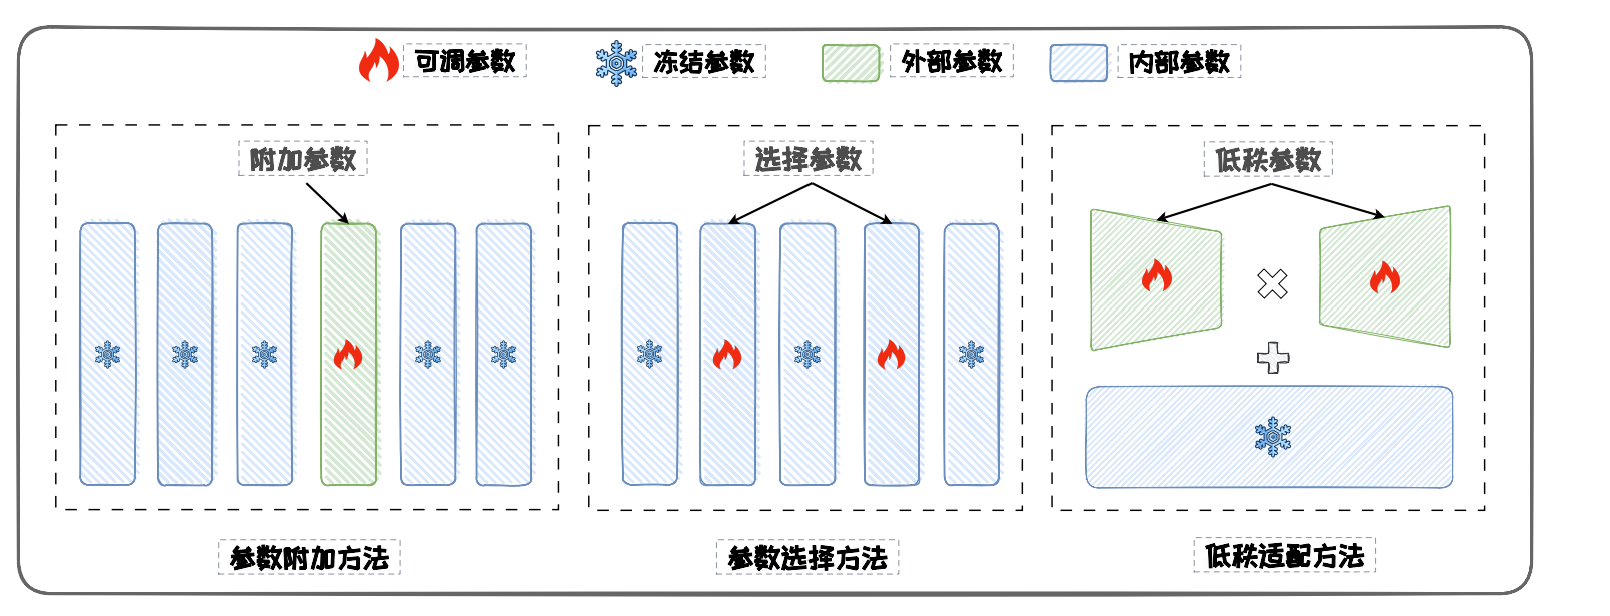 可调参数
冻结参数
外部参数
内部参数
附加参数
选择参数
低秩参数
参数附加方法
参数选择方法
低秩适配方法